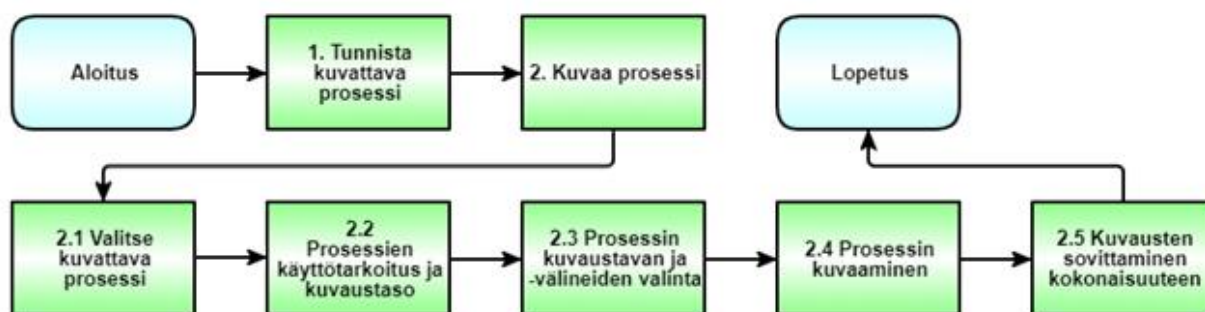 Aloitus
1. Tunnista
kuvattava
prosessi
2. Kuvaa prosessi
Lopetus
2.1 Valitse
kuvattava
prosessi
2.2
Prosessien
käyttötarkoitus ja
kuvaustaso
2.3 Prosessin
kuvaustavan ja
-välineiden valinta
2.4 Prosessin
kuvaaminen
2.5 Kuvausten
sovittaminen
kokonaisuuteen